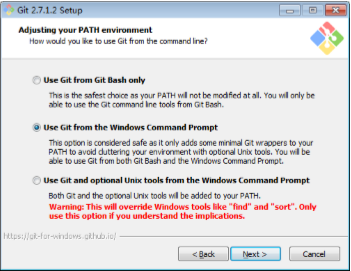 Git 2.7.1.2 Setup
Adjusting your PATH environment
How would you like to use Git from the command line?
Use Git from Git Bash only
This is the safest choice as your PATH will not be modified at all. You will only
be able to use the Git command line tools from Git Bash.
Use Git from the Windows Command Prompt
This option is considered safe as it only adds some minimal Git wrappers to your
PATH to avoid cluttering your environment with optional Unix tools. You will be
able to use Git from both Git Bash and the Windows Command Prompt.
Use Git and optional Unix tools from the Windows Command Prompt
Both Git and the optional Unix tools will be added to your PATH.
Warning: This will override Windows tools like "find" and "sort". Only
use this option if you understand the implications.
https://git-for-windows.github.io/
< Back Next > Cancel